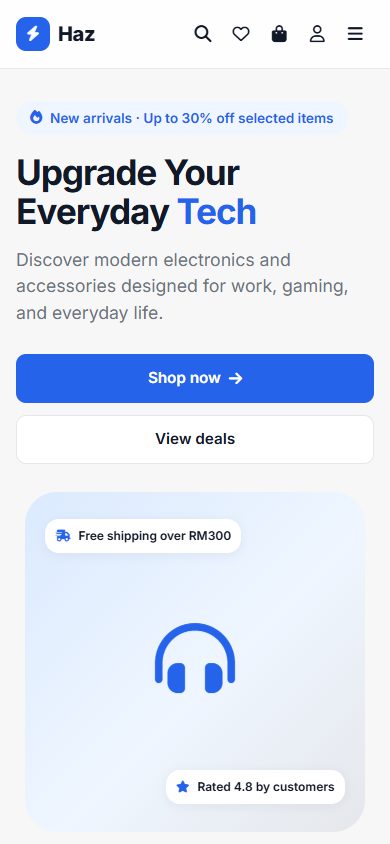 Haz
New arrivals · Up to 30% off selected items
Upgrade Your
Everyday Tech
Discover modern electronics and
accessories designed for work, gaming,
and everyday life.
Shop now
View deals
Free shipping over RM300
Rated 4.8 by customers